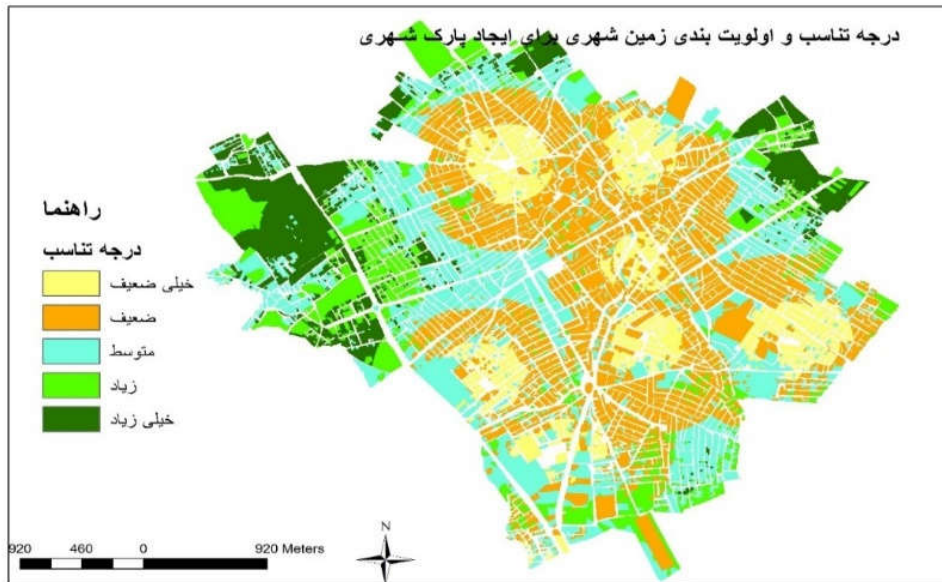 درجه تناسب و اولویت بندی زمین شهری برای ایجاد پارک شهری
راهنما
درجه تناسب
خیلی ضعیف
ضعیف
متوسط
زیاد
خیلی زیاد
N
920 460 0 920 Meters